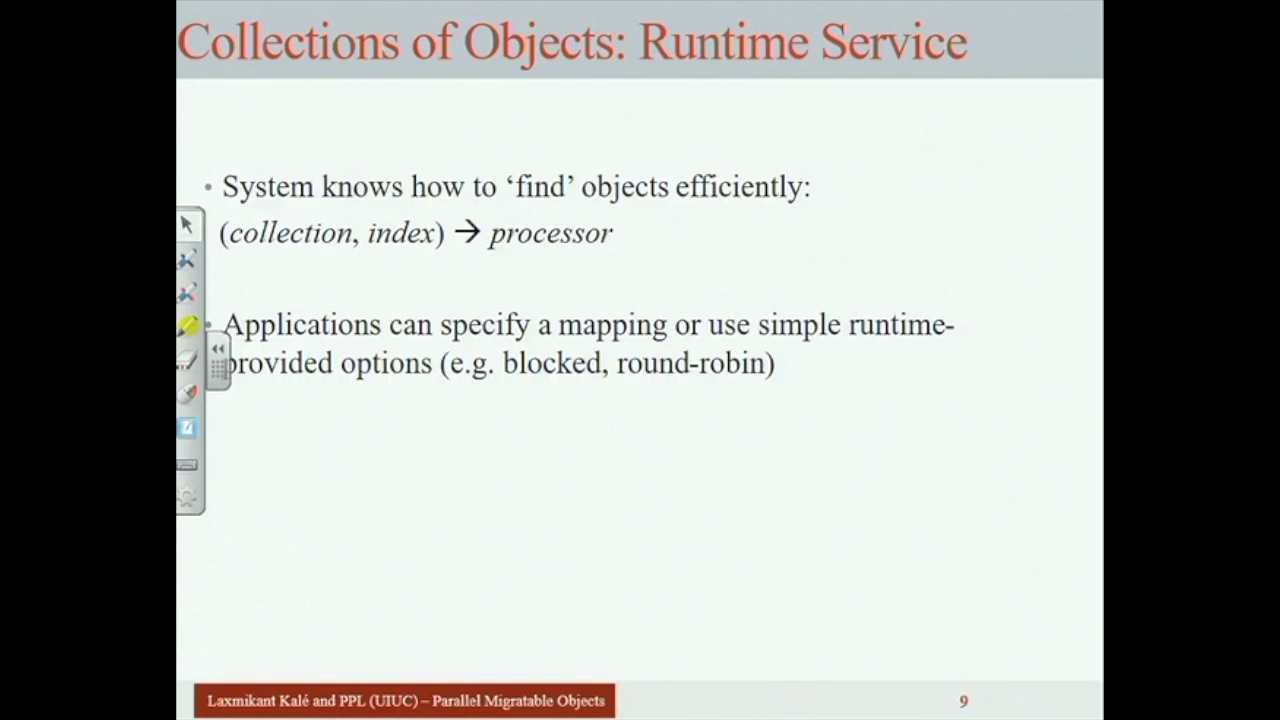 Collections of Objects: Runtime Service
• System knows how to ‘find’ objects efficiently:
(collection, index) → processor
• Applications can specify a mapping or use simple runtime-
provided options (e.g. blocked, round-robin)
Laxmikant Kalé and PPL (UIUC) – Parallel Migratable Objects
9